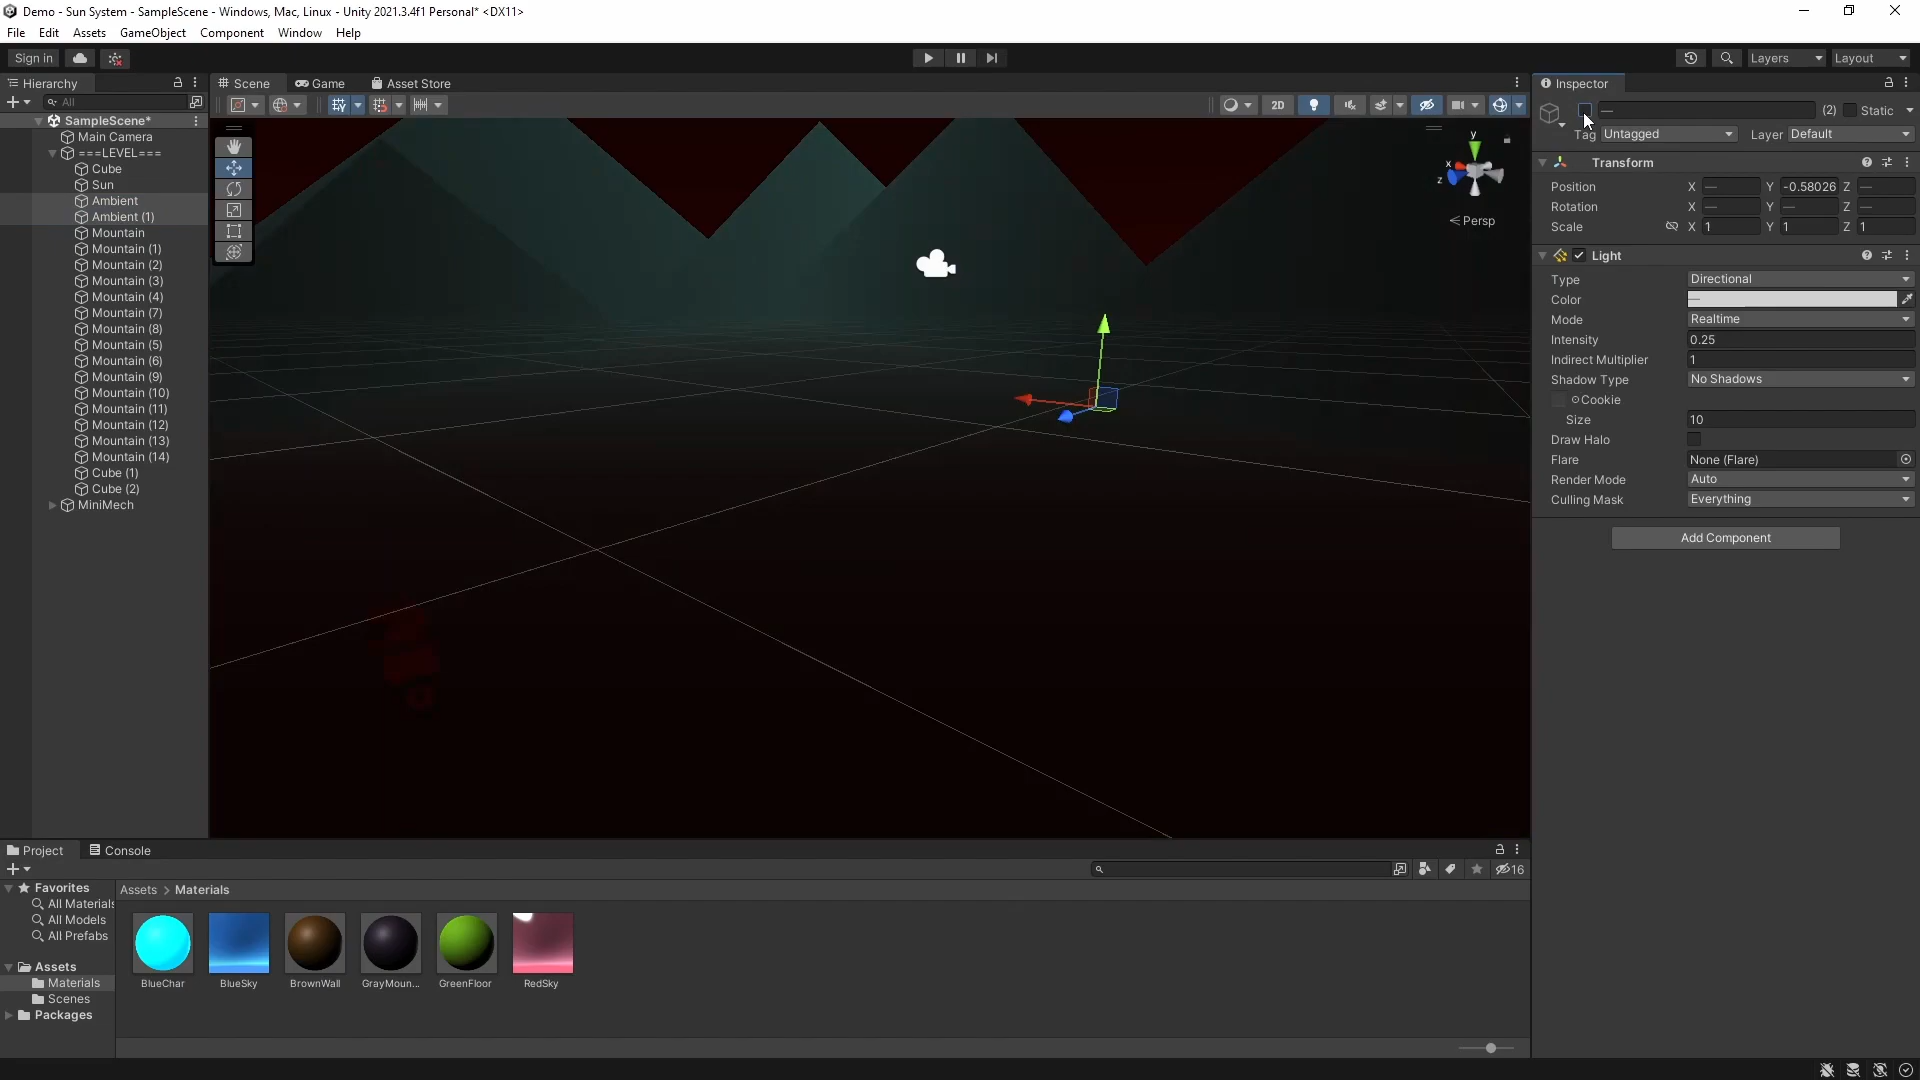 Demo - Sun System - SampleScene - Windows, Mac, Linux - Unity 2021.3.4f1 Personal* <DX11>
File Edit Assets GameObject Component Window Help
Sign in
Layers
Layout
Hierarchy
All
SampleScene*
Main Camera
===LEVEL===
Cube
Sun
Ambient
Ambient (1)
Mountain
Mountain (1)
Mountain (2)
Mountain (3)
Mountain (4)
Mountain (7)
Mountain (8)
Mountain (5)
Mountain (6)
Mountain (9)
Mountain (10)
Mountain (11)
Mountain (12)
Mountain (13)
Mountain (14)
Cube (1)
Cube (2)
MiniMech
Scene Game Asset Store
2D
y
x
z
< Persp
Inspector
— (2) Static
Tag Untagged Layer Default
Transform
Position X — Y -0.58026 Z —
Rotation X — Y — Z —
Scale X 1 Y 1 Z 1
Light
Type Directional
Color —
Mode Realtime
Intensity 0.25
Indirect Multiplier 1
Shadow Type No Shadows
Cookie
Size 10
Draw Halo
Flare None (Flare)
Render Mode Auto
Culling Mask Everything
Add Component
Project Console
16
Favorites
All Materials
All Models
All Prefabs
Assets
Materials
Scenes
Packages
Assets > Materials
BlueChar BlueSky BrownWall GrayMoun... GreenFloor RedSky